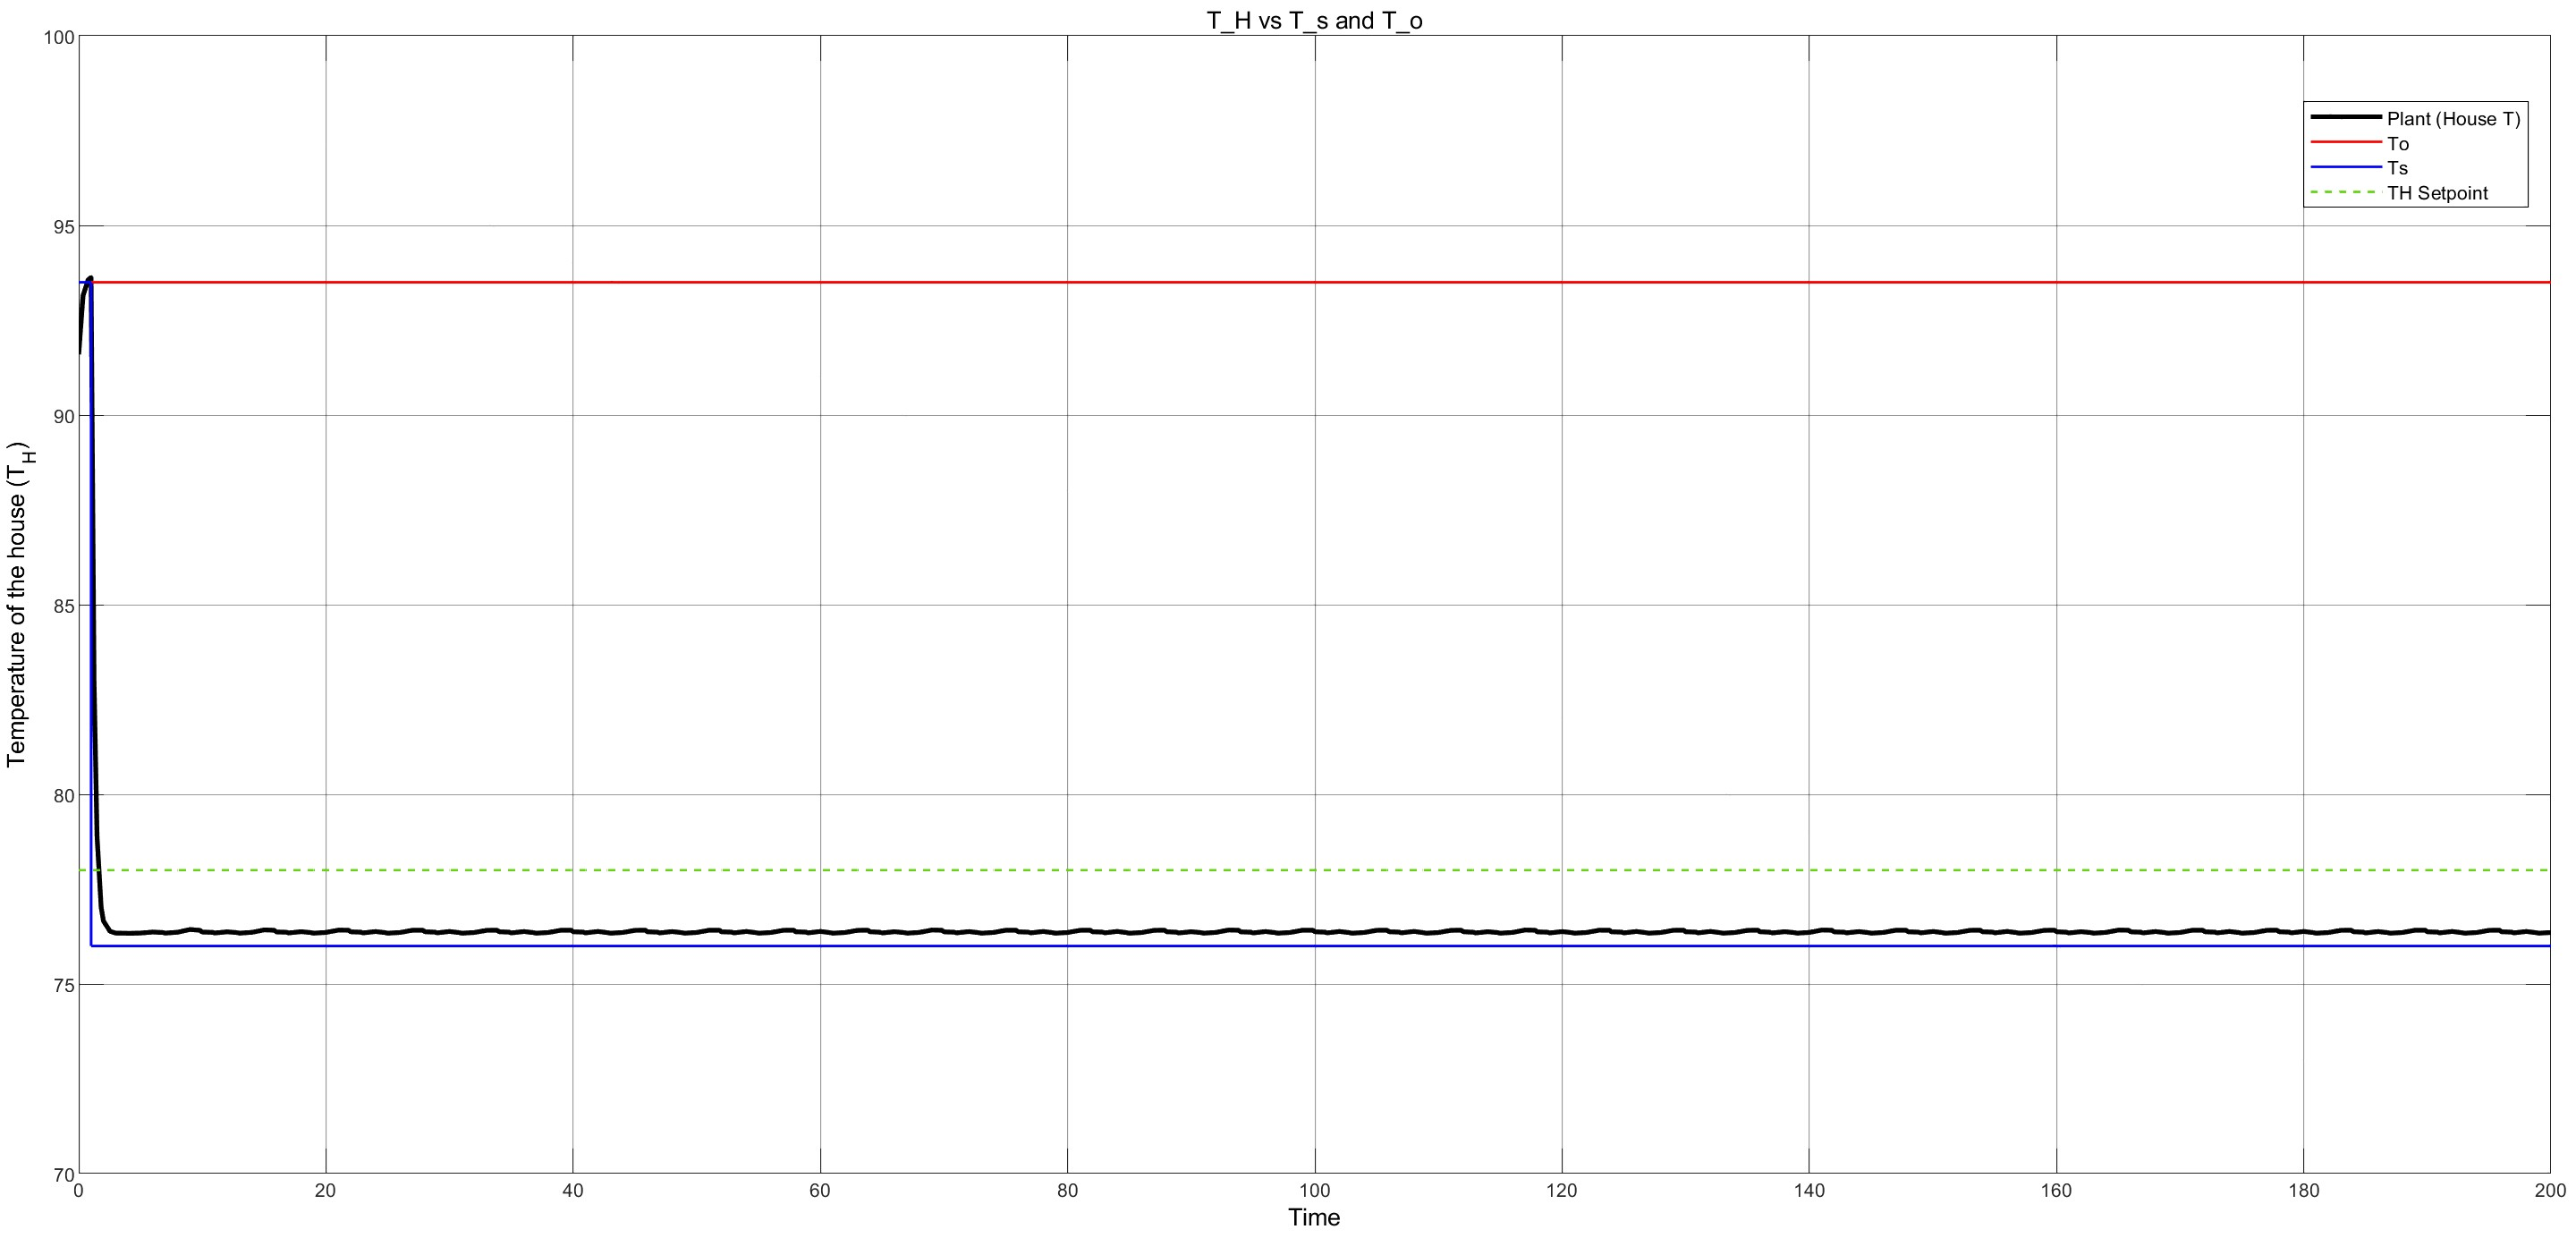 T_H vs T_s and T_o
100
95
90
85
80
75
70
Temperature of the house (T_H)
Plant (House T)
To
Ts
TH Setpoint
0 20 40 60 80 100 120 140 160 180 200
Time